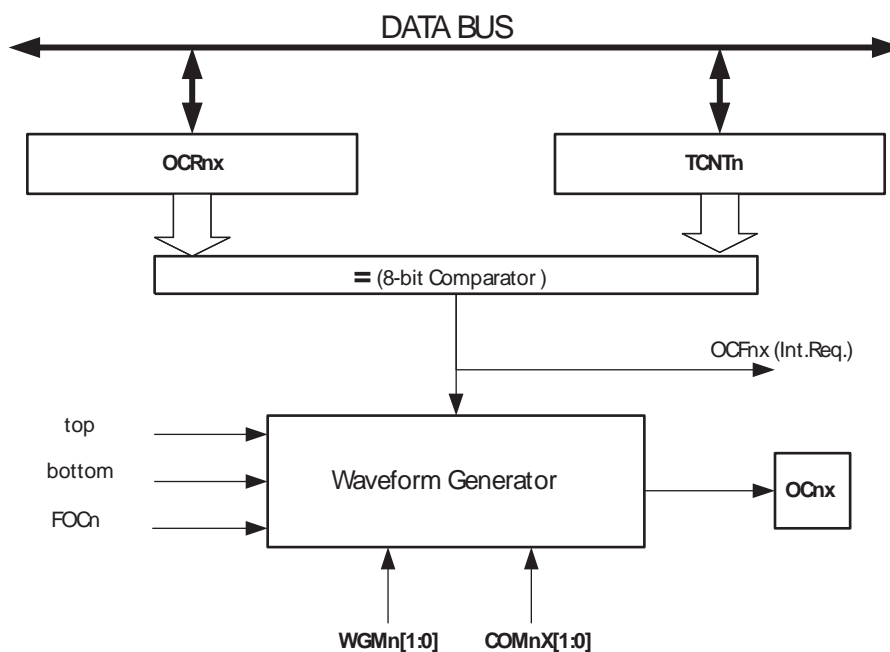 DATA BUS
OCRnx
TCNTn
= (8-bit Comparator )
OCFnx (Int.Req.)
top
bottom
FOCn
Waveform Generator
OCnx
WGMn[1:0]
COMnX[1:0]